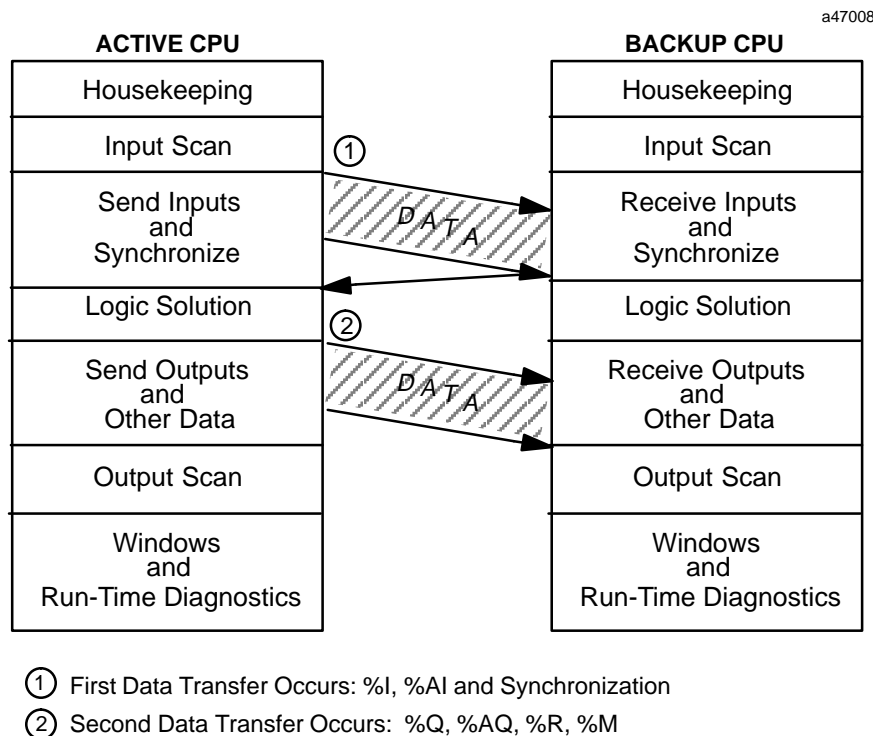 a47008
ACTIVE CPU
BACKUP CPU
Housekeeping
Housekeeping
Input Scan
1
Input Scan
Send Inputs
and
Synchronize
DATA
Receive Inputs
and
Synchronize
Logic Solution
2
Logic Solution
Send Outputs
and
Other Data
DATA
Receive Outputs
and
Other Data
Output Scan
Output Scan
Windows
and
Run-Time Diagnostics
Windows
and
Run-Time Diagnostics
1 First Data Transfer Occurs: %I, %AI and Synchronization
2 Second Data Transfer Occurs: %Q, %AQ, %R, %M